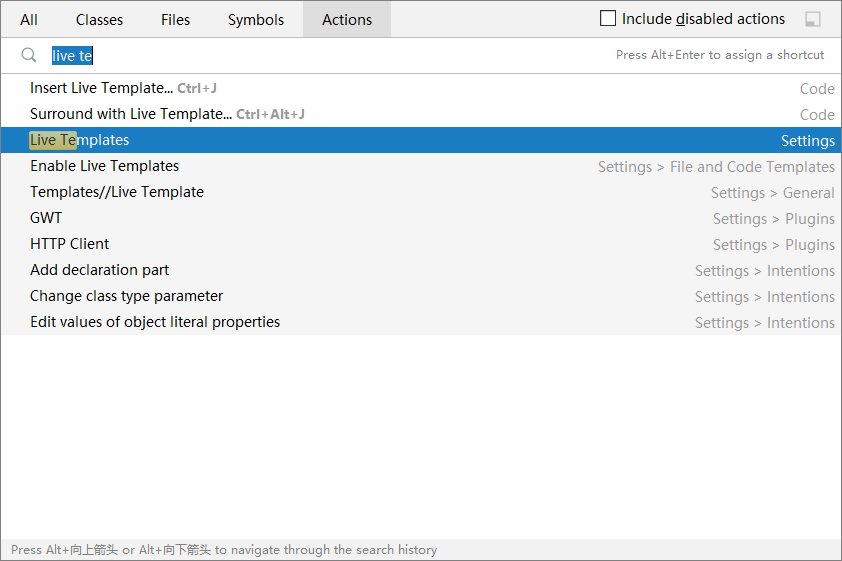 All Classes Files Symbols Actions Include disabled actions
live te Press Alt+Enter to assign a shortcut
Insert Live Template... Ctrl+J Code
Surround with Live Template... Ctrl+Alt+J Code
Live Templates Settings
Enable Live Templates Settings > File and Code Templates
Templates//Live Template Settings > General
GWT Settings > Plugins
HTTP Client Settings > Plugins
Add declaration part Settings > Intentions
Change class type parameter Settings > Intentions
Edit values of object literal properties Settings > Intentions
Press Alt+向上箭头 or Alt+向下箭头 to navigate through the search history